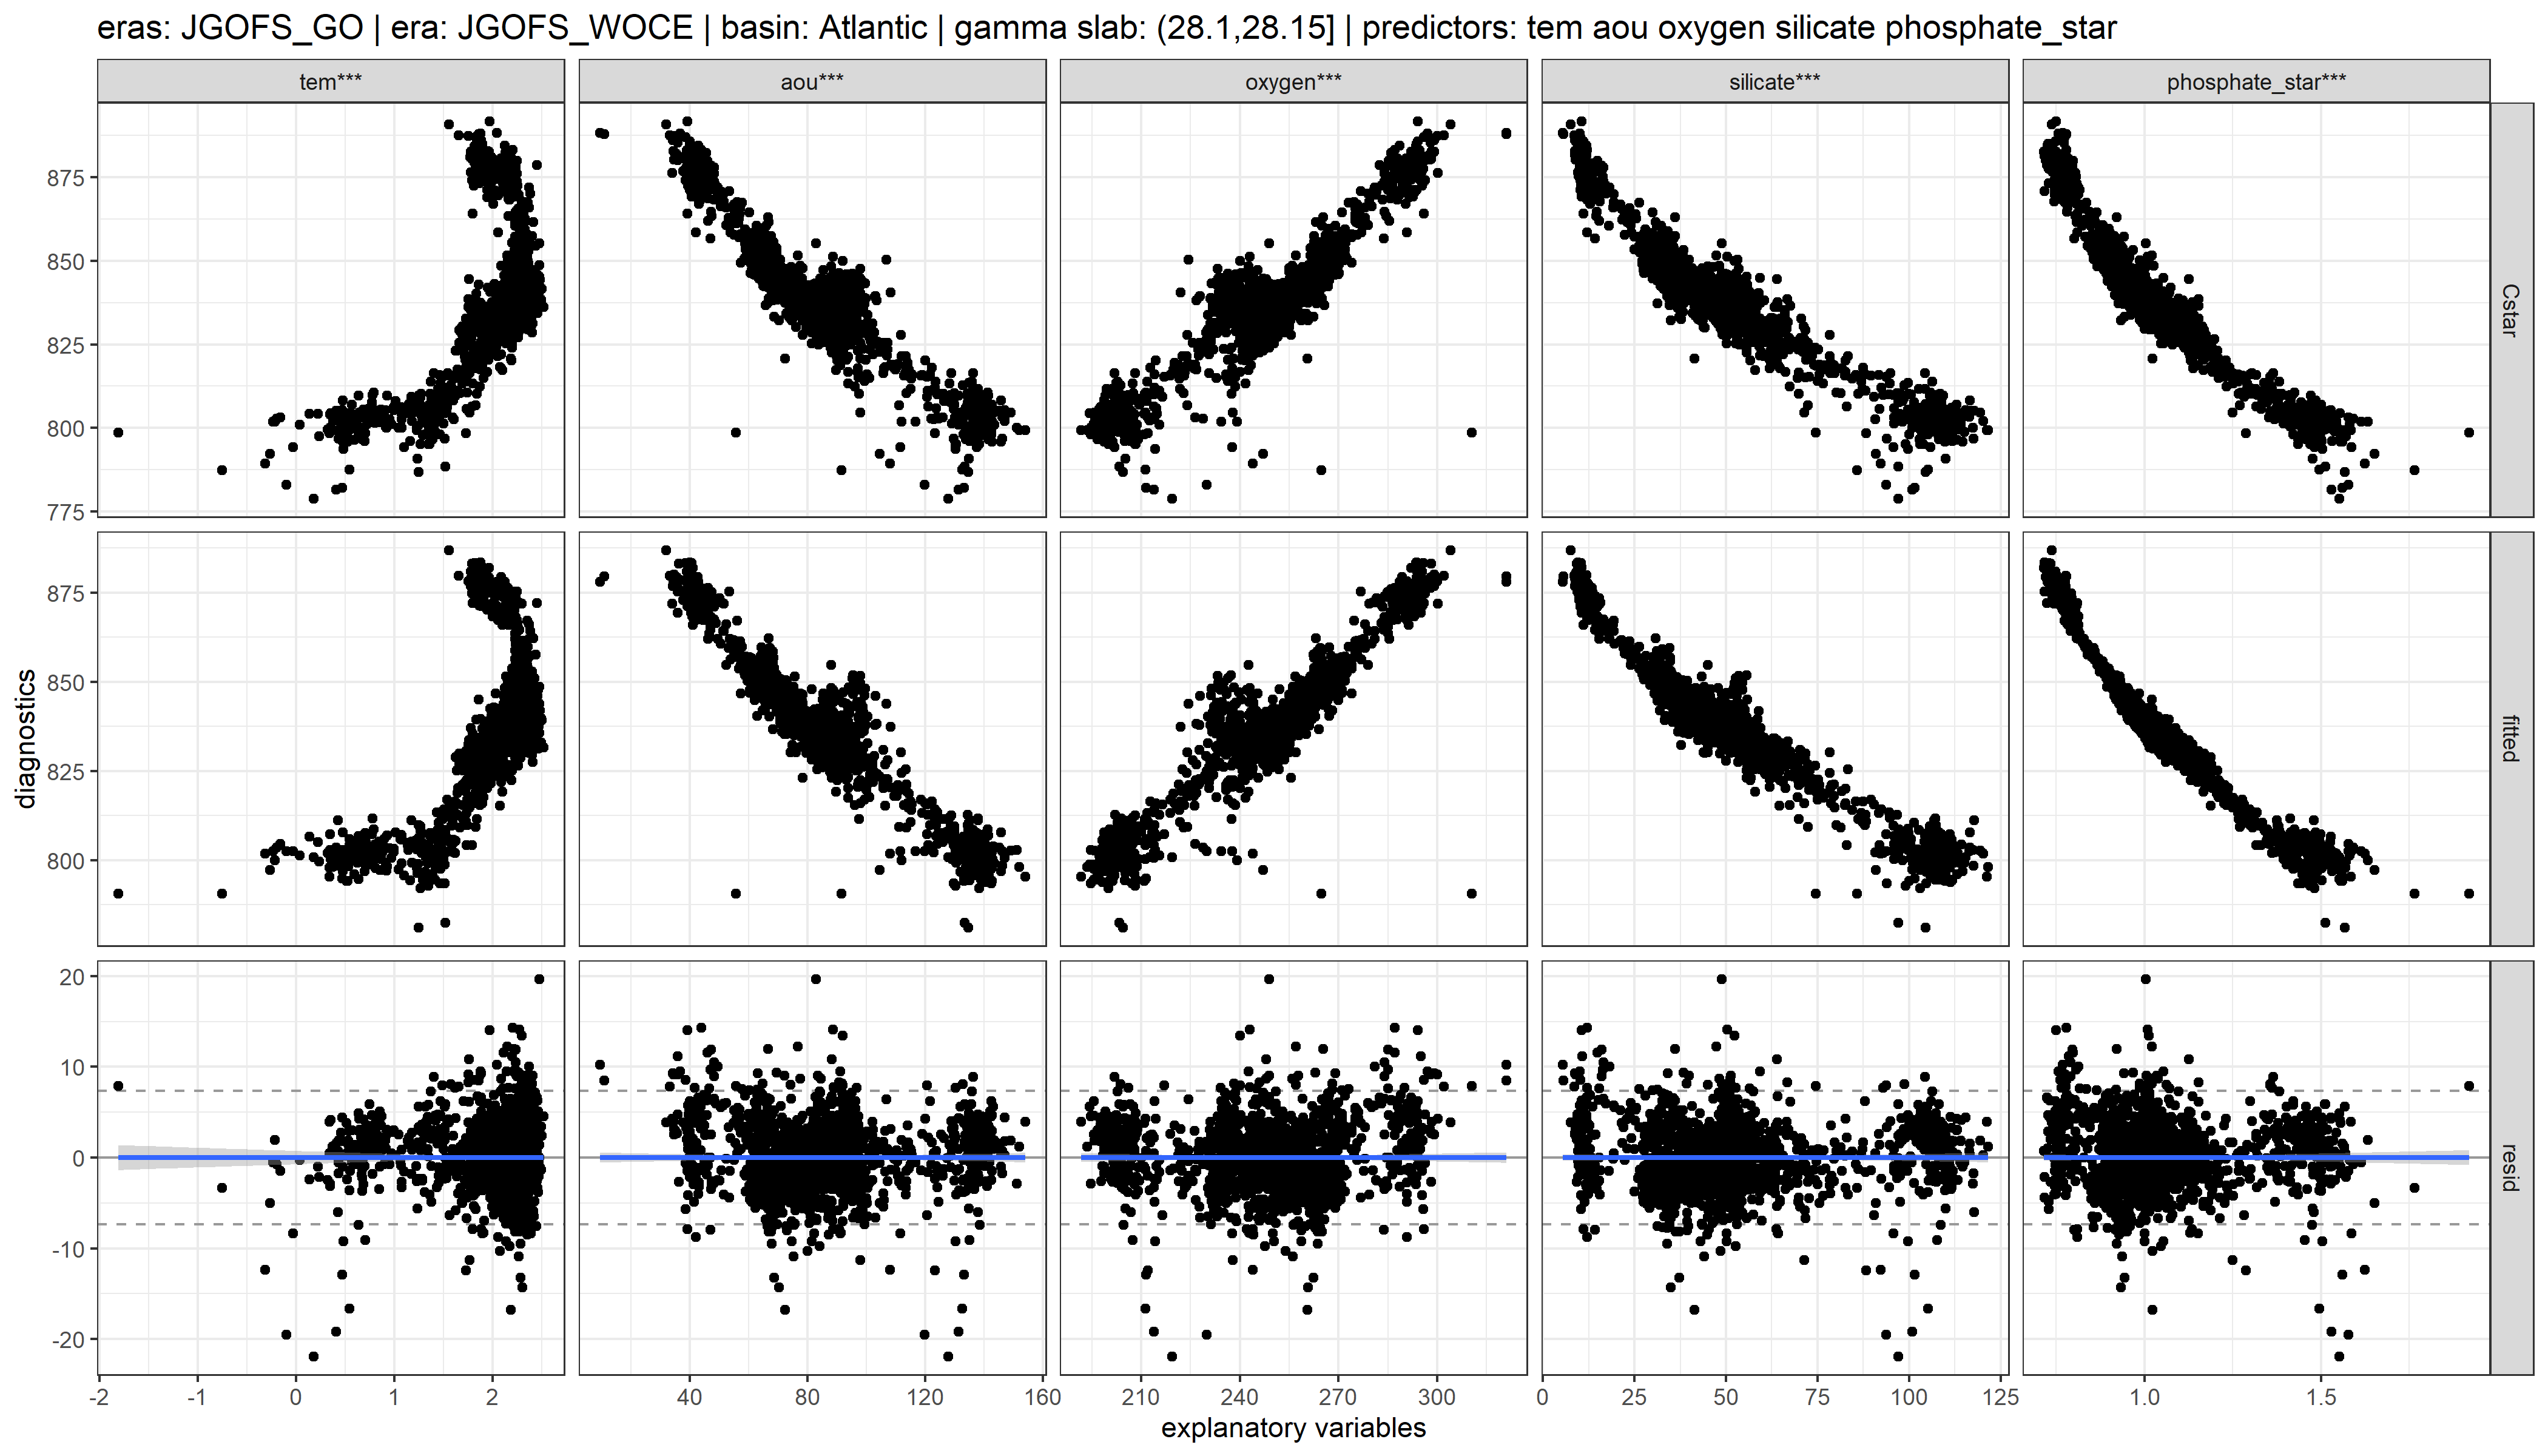 eras: JGOFS_GO | era: JGOFS_WOCE | basin: Atlantic | gamma slab: (28.1,28.15] | predictors: tem aou oxygen silicate phosphate_star
tem*** aou*** oxygen*** silicate*** phosphate_star***
875
850
825
800
775
Cstar
diagnostics
875
850
825
800
fitted
20
10
0
-10
-20
resid
-2 -1 0 1 2 40 80 120 160 210 240 270 300 0 25 50 75 100 125 1.0 1.5
explanatory variables